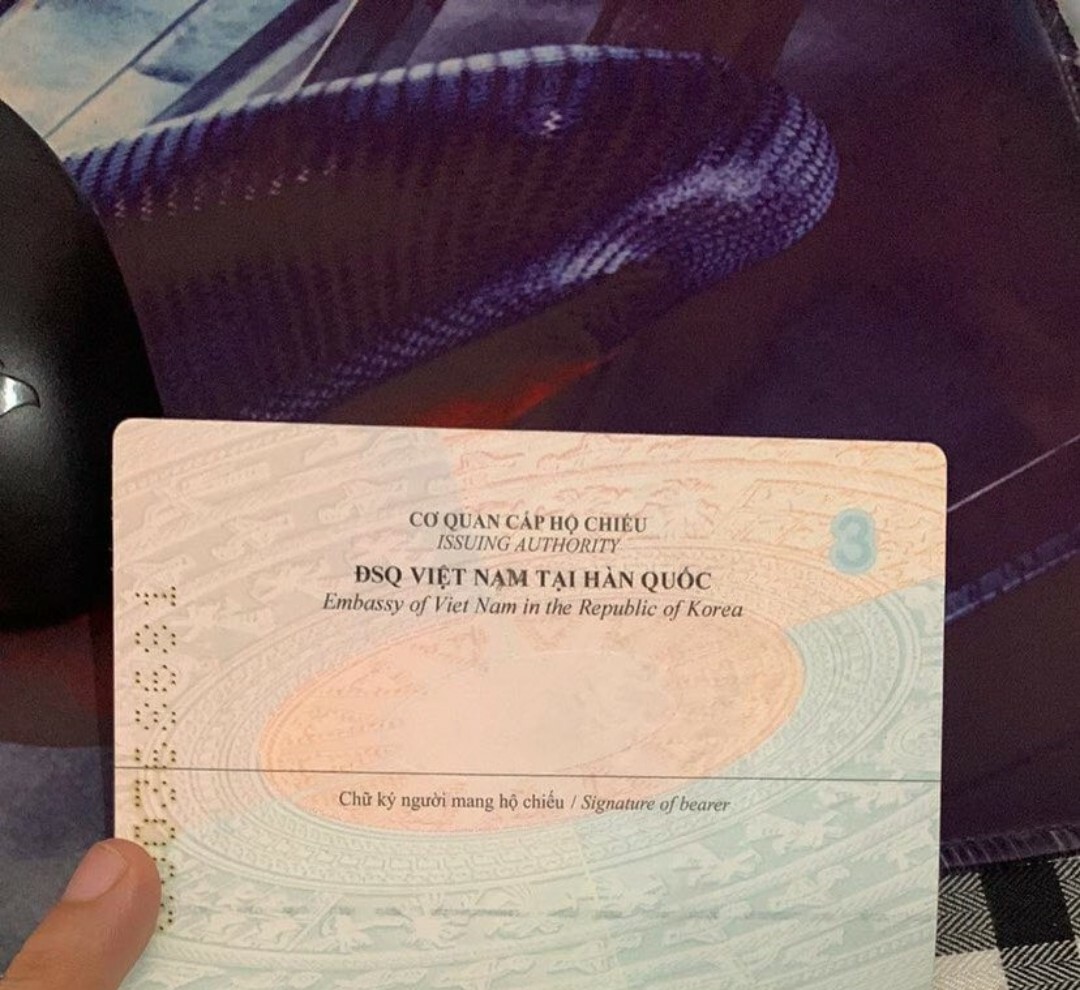 CƠ QUAN CẤP HỘ CHIẾU
ISSUING AUTHORITY
3
ĐSQ VIỆT NAM TẠI HÀN QUỐC
Embassy of Viet Nam in the Republic of Korea
Chữ ký người mang hộ chiếu / Signature of bearer